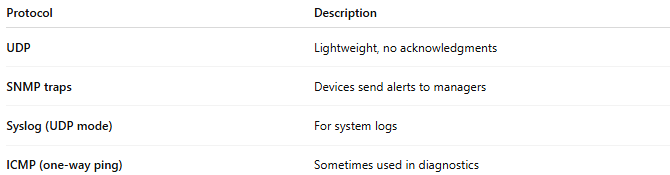 Protocol Description
UDP Lightweight, no acknowledgments
SNMP traps Devices send alerts to managers
Syslog (UDP mode) For system logs
ICMP (one-way ping) Sometimes used in diagnostics